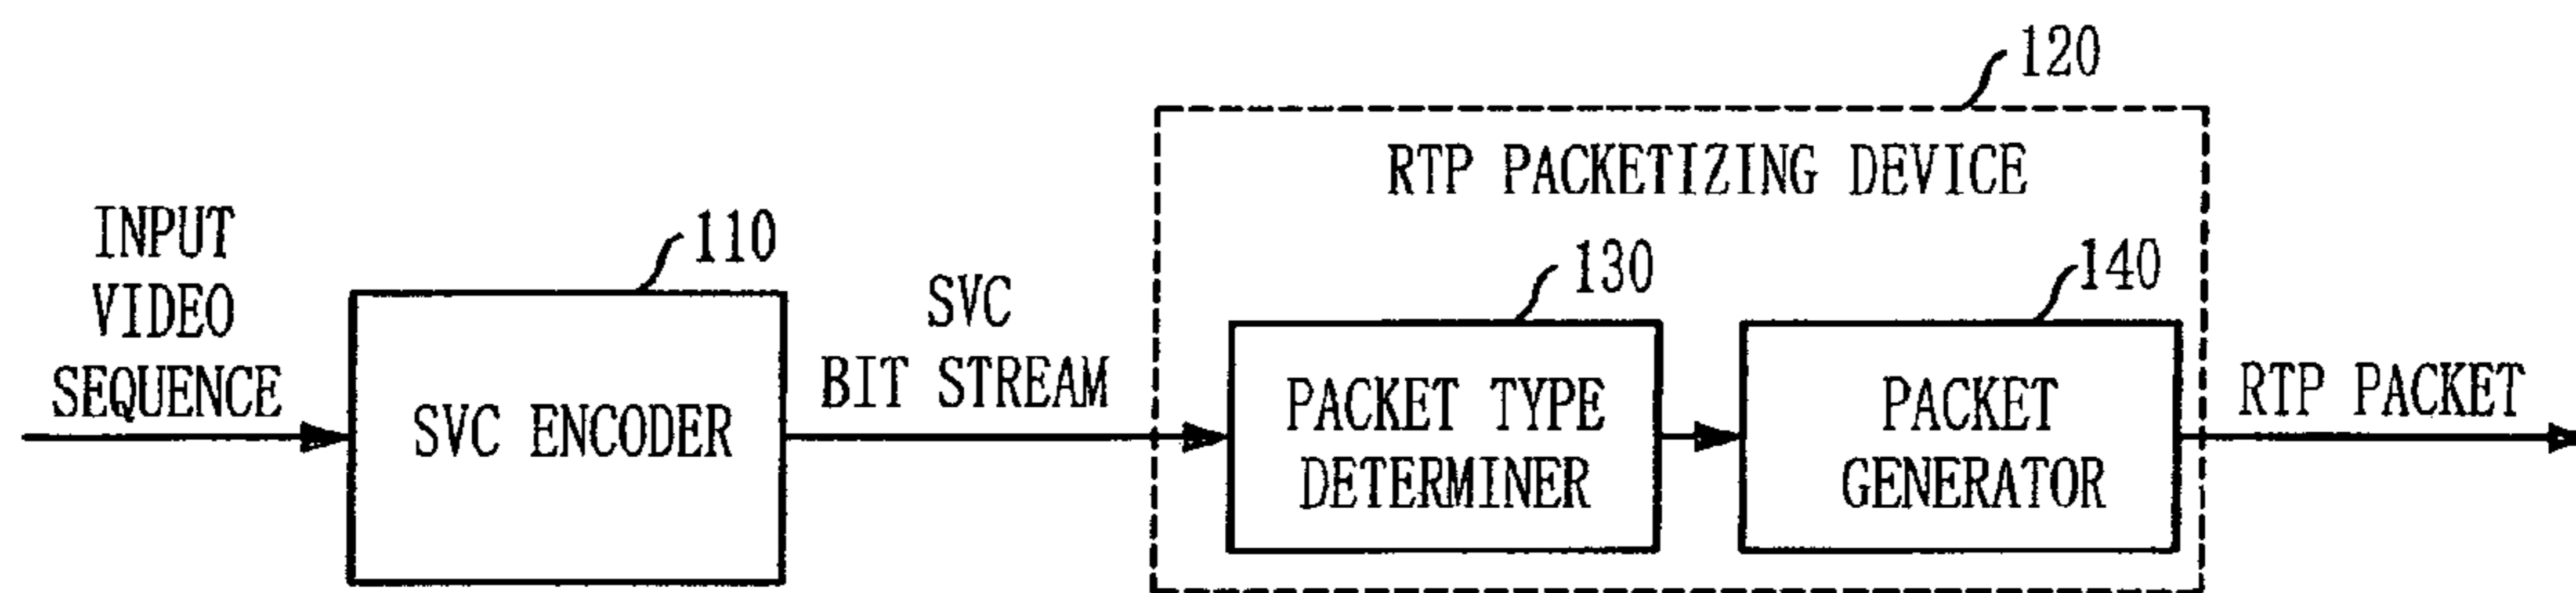 120
RTP PACKETIZING DEVICE
INPUT
VIDEO
SEQUENCE
110
SVC ENCODER
SVC
BIT STREAM
130
PACKET TYPE
DETERMINER
140
PACKET
GENERATOR
RTP PACKET